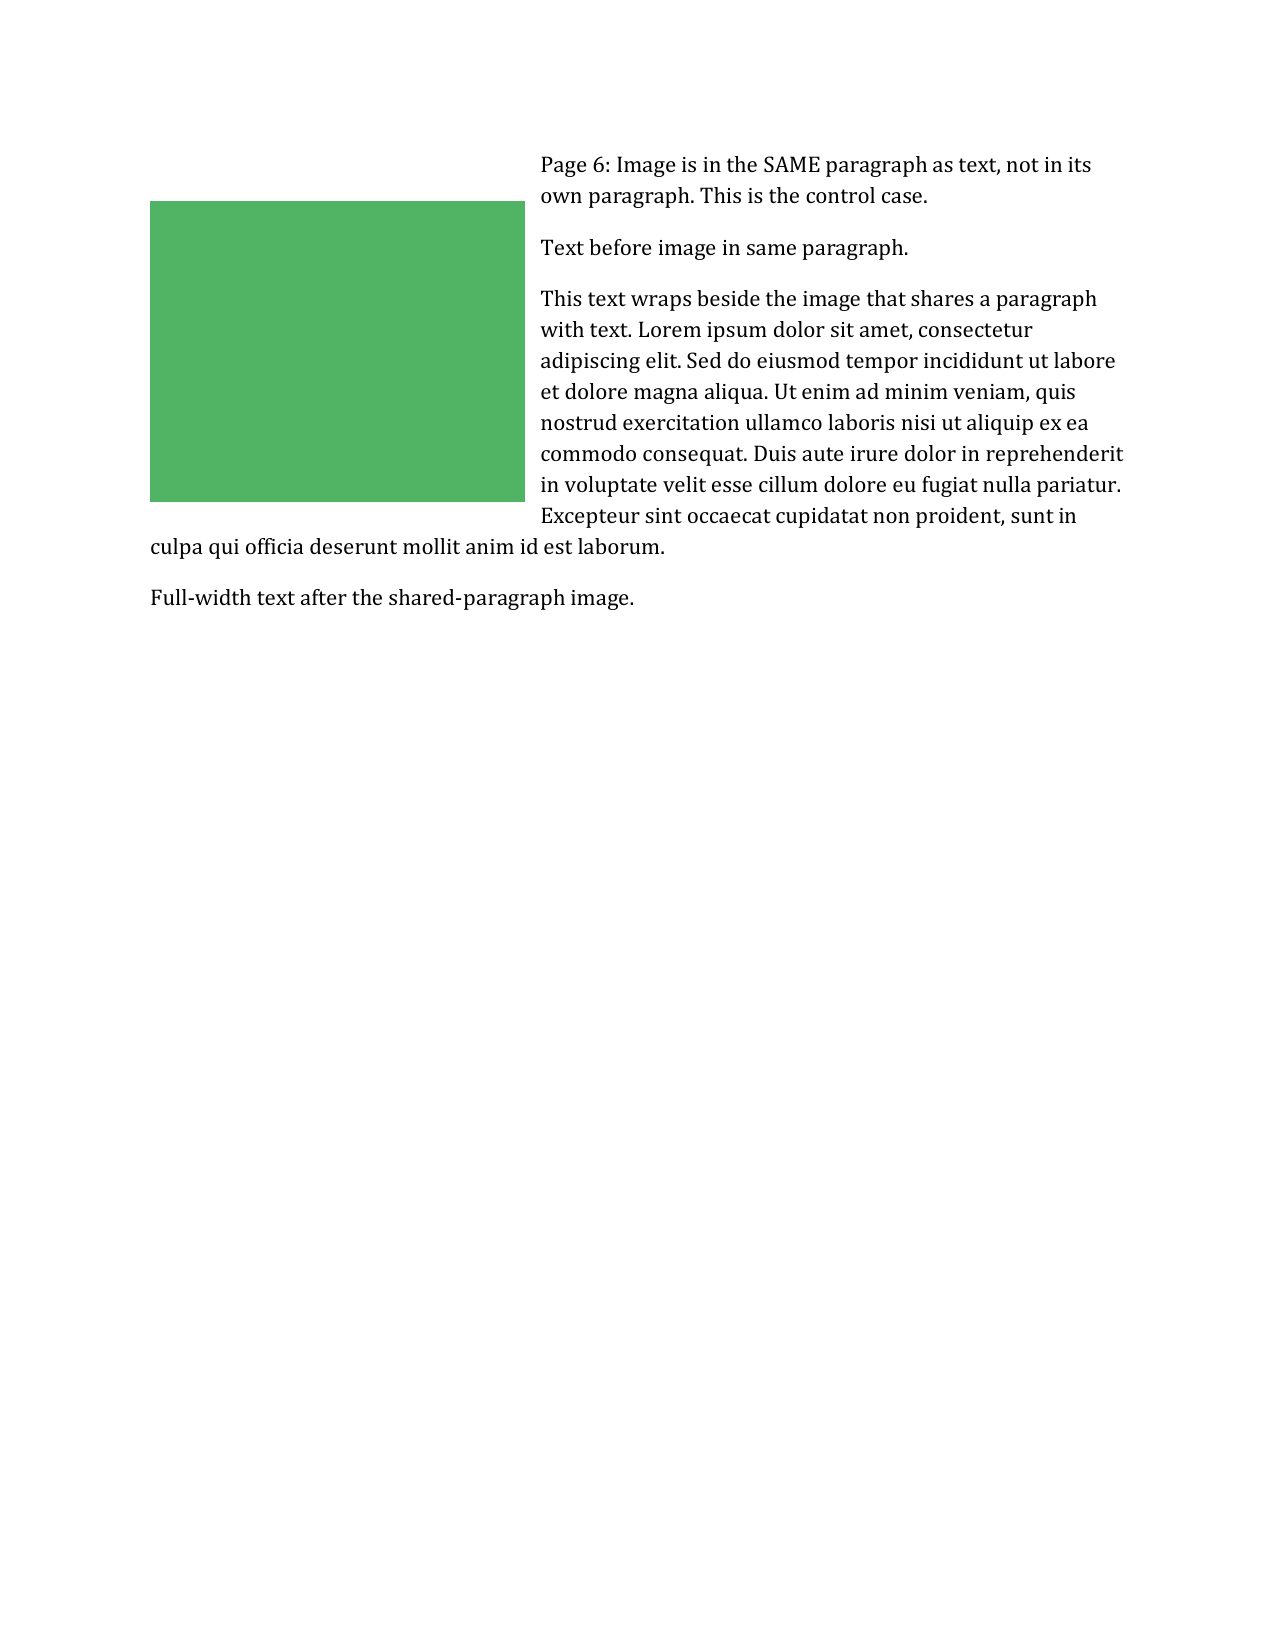 Page 6: Image is in the SAME paragraph as text, not in its
own paragraph. This is the control case.
Text before image in same paragraph.
This text wraps beside the image that shares a paragraph
with text. Lorem ipsum dolor sit amet, consectetur
adipiscing elit. Sed do eiusmod tempor incididunt ut labore
et dolore magna aliqua. Ut enim ad minim veniam, quis
nostrud exercitation ullamco laboris nisi ut aliquip ex ea
commodo consequat. Duis aute irure dolor in reprehenderit
in voluptate velit esse cillum dolore eu fugiat nulla pariatur.
Excepteur sint occaecat cupidatat non proident, sunt in
culpa qui officia deserunt mollit anim id est laborum.
Full-width text after the shared-paragraph image.